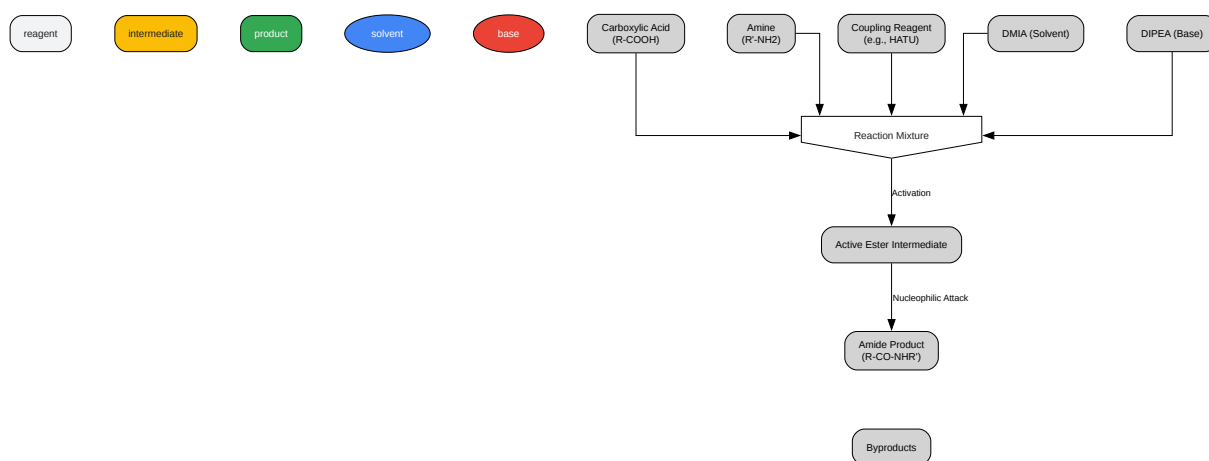 reagent
intermediate
product
solvent
base
Carboxylic Acid
(R-COOH)
Amine
(R'-NH2)
Coupling Reagent
(e.g., HATU)
DMIA (Solvent)
DIPEA (Base)
Reaction Mixture
Activation
Active Ester Intermediate
Nucleophilic Attack
Amide Product
(R-CO-NHR')
Byproducts